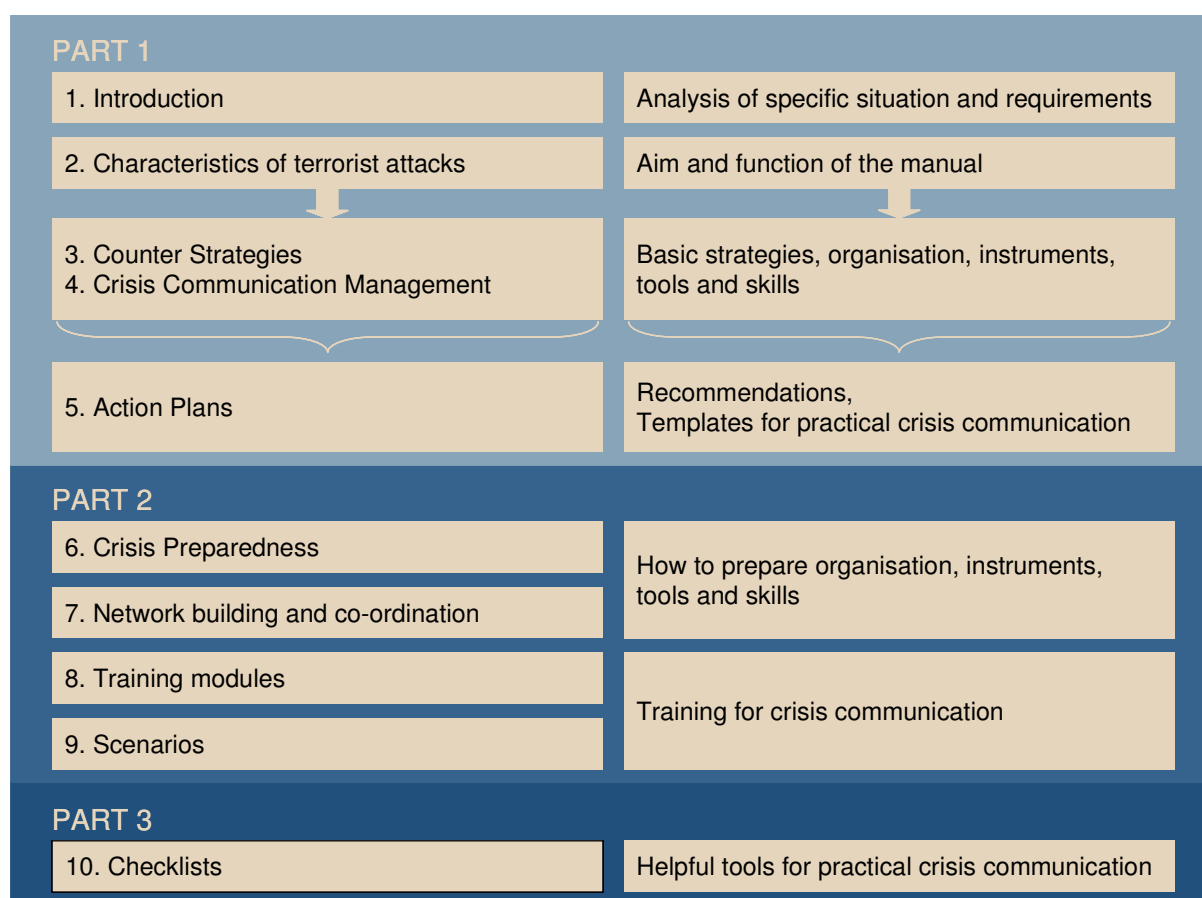 PART 1
1. Introduction
Analysis of specific situation and requirements
2. Characteristics of terrorist attacks
Aim and function of the manual
3. Counter Strategies
4. Crisis Communication Management
Basic strategies, organisation, instruments,
tools and skills
5. Action Plans
Recommendations,
Templates for practical crisis communication
PART 2
6. Crisis Preparedness
7. Network building and co-ordination
How to prepare organisation, instruments,
tools and skills
8. Training modules
9. Scenarios
Training for crisis communication
PART 3
10. Checklists
Helpful tools for practical crisis communication